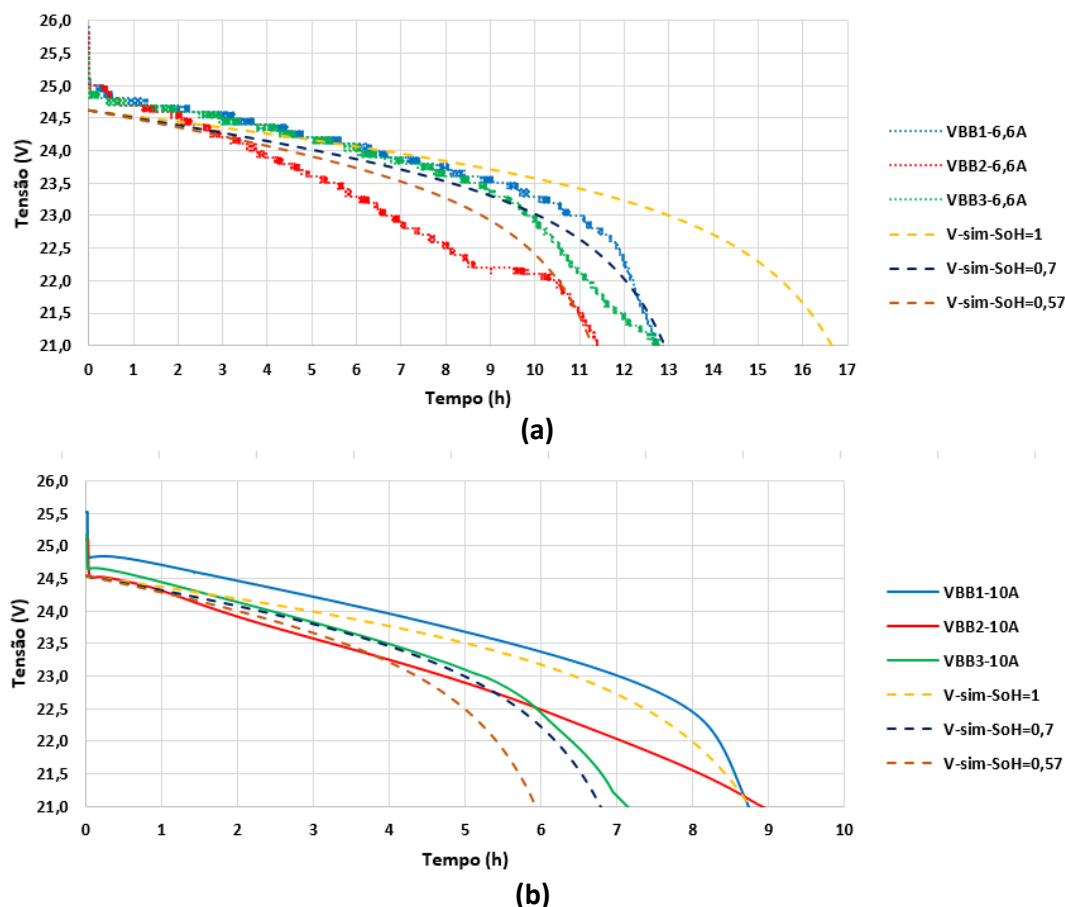 26,0
25,5
25,0
24,5
24,0
23,5
23,0
22,5
22,0
21,5
21,0
Tensão (V)
0 1 2 3 4 5 6 7 8 9 10 11 12 13 14 15 16 17
Tempo (h)
VBB1-6,6A
VBB2-6,6A
VBB3-6,6A
V-sim-SoH=1
V-sim-SoH=0,7
V-sim-SoH=0,57
(a)
26,0
25,5
25,0
24,5
24,0
23,5
23,0
22,5
22,0
21,5
21,0
Tensão (V)
0 1 2 3 4 5 6 7 8 9 10
Tempo (h)
VBB1-10A
VBB2-10A
VBB3-10A
V-sim-SoH=1
V-sim-SoH=0,7
V-sim-SoH=0,57
(b)